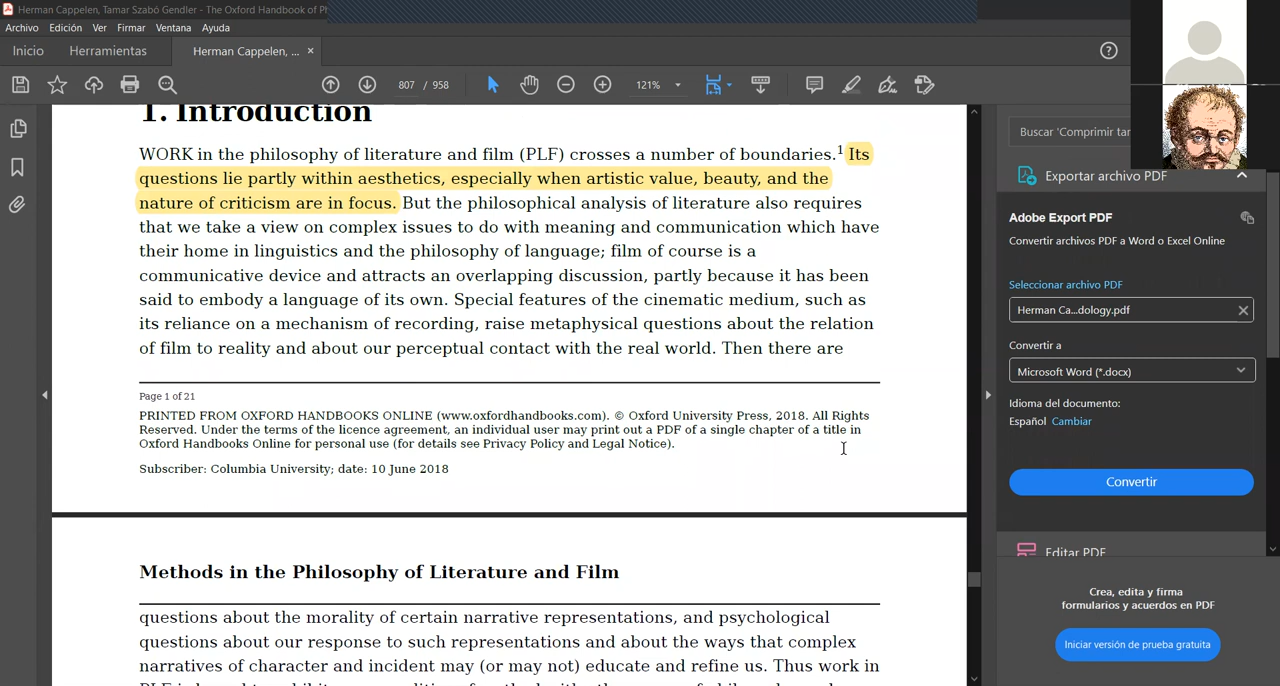 Herman Cappelen, Tamar Szabó Gendler - The Oxford Handbook of
Archivo Edición Ver Firmar Ventana Ayuda
Inicio Herramientas Herman Cappelen, ... ×
807 / 958 121%
1. Introduction
WORK in the philosophy of literature and film (PLF) crosses a number of boundaries.1 Its
questions lie partly within aesthetics, especially when artistic value, beauty, and the
nature of criticism are in focus. But the philosophical analysis of literature also requires
that we take a view on complex issues to do with meaning and communication which have
their home in linguistics and the philosophy of language; film of course is a
communicative device and attracts an overlapping discussion, partly because it has been
said to embody a language of its own. Special features of the cinematic medium, such as
its reliance on a mechanism of recording, raise metaphysical questions about the relation
of film to reality and about our perceptual contact with the real world. Then there are
Page 1 of 21
PRINTED FROM OXFORD HANDBOOKS ONLINE (www.oxfordhandbooks.com). © Oxford University Press, 2018. All Rights
Reserved. Under the terms of the licence agreement, an individual user may print out a PDF of a single chapter of a title in
Oxford Handbooks Online for personal use (for details see Privacy Policy and Legal Notice).
Subscriber: Columbia University; date: 10 June 2018
Methods in the Philosophy of Literature and Film
questions about the morality of certain narrative representations, and psychological
questions about our response to such representations and about the ways that complex
narratives of character and incident may (or may not) educate and refine us. Thus work in
Buscar 'Comprimir tar
Exportar archivo PDF
Adobe Export PDF
Convertir archivos PDF a Word o Excel Online
Seleccionar archivo PDF
Herman Ca...dology.pdf
Convertir a
Microsoft Word (*.docx)
Idioma del documento:
Español Cambiar
Convertir
Editar PDF
Crea, edita y firma
formularios y acuerdos en PDF
Iniciar versión de prueba gratuita